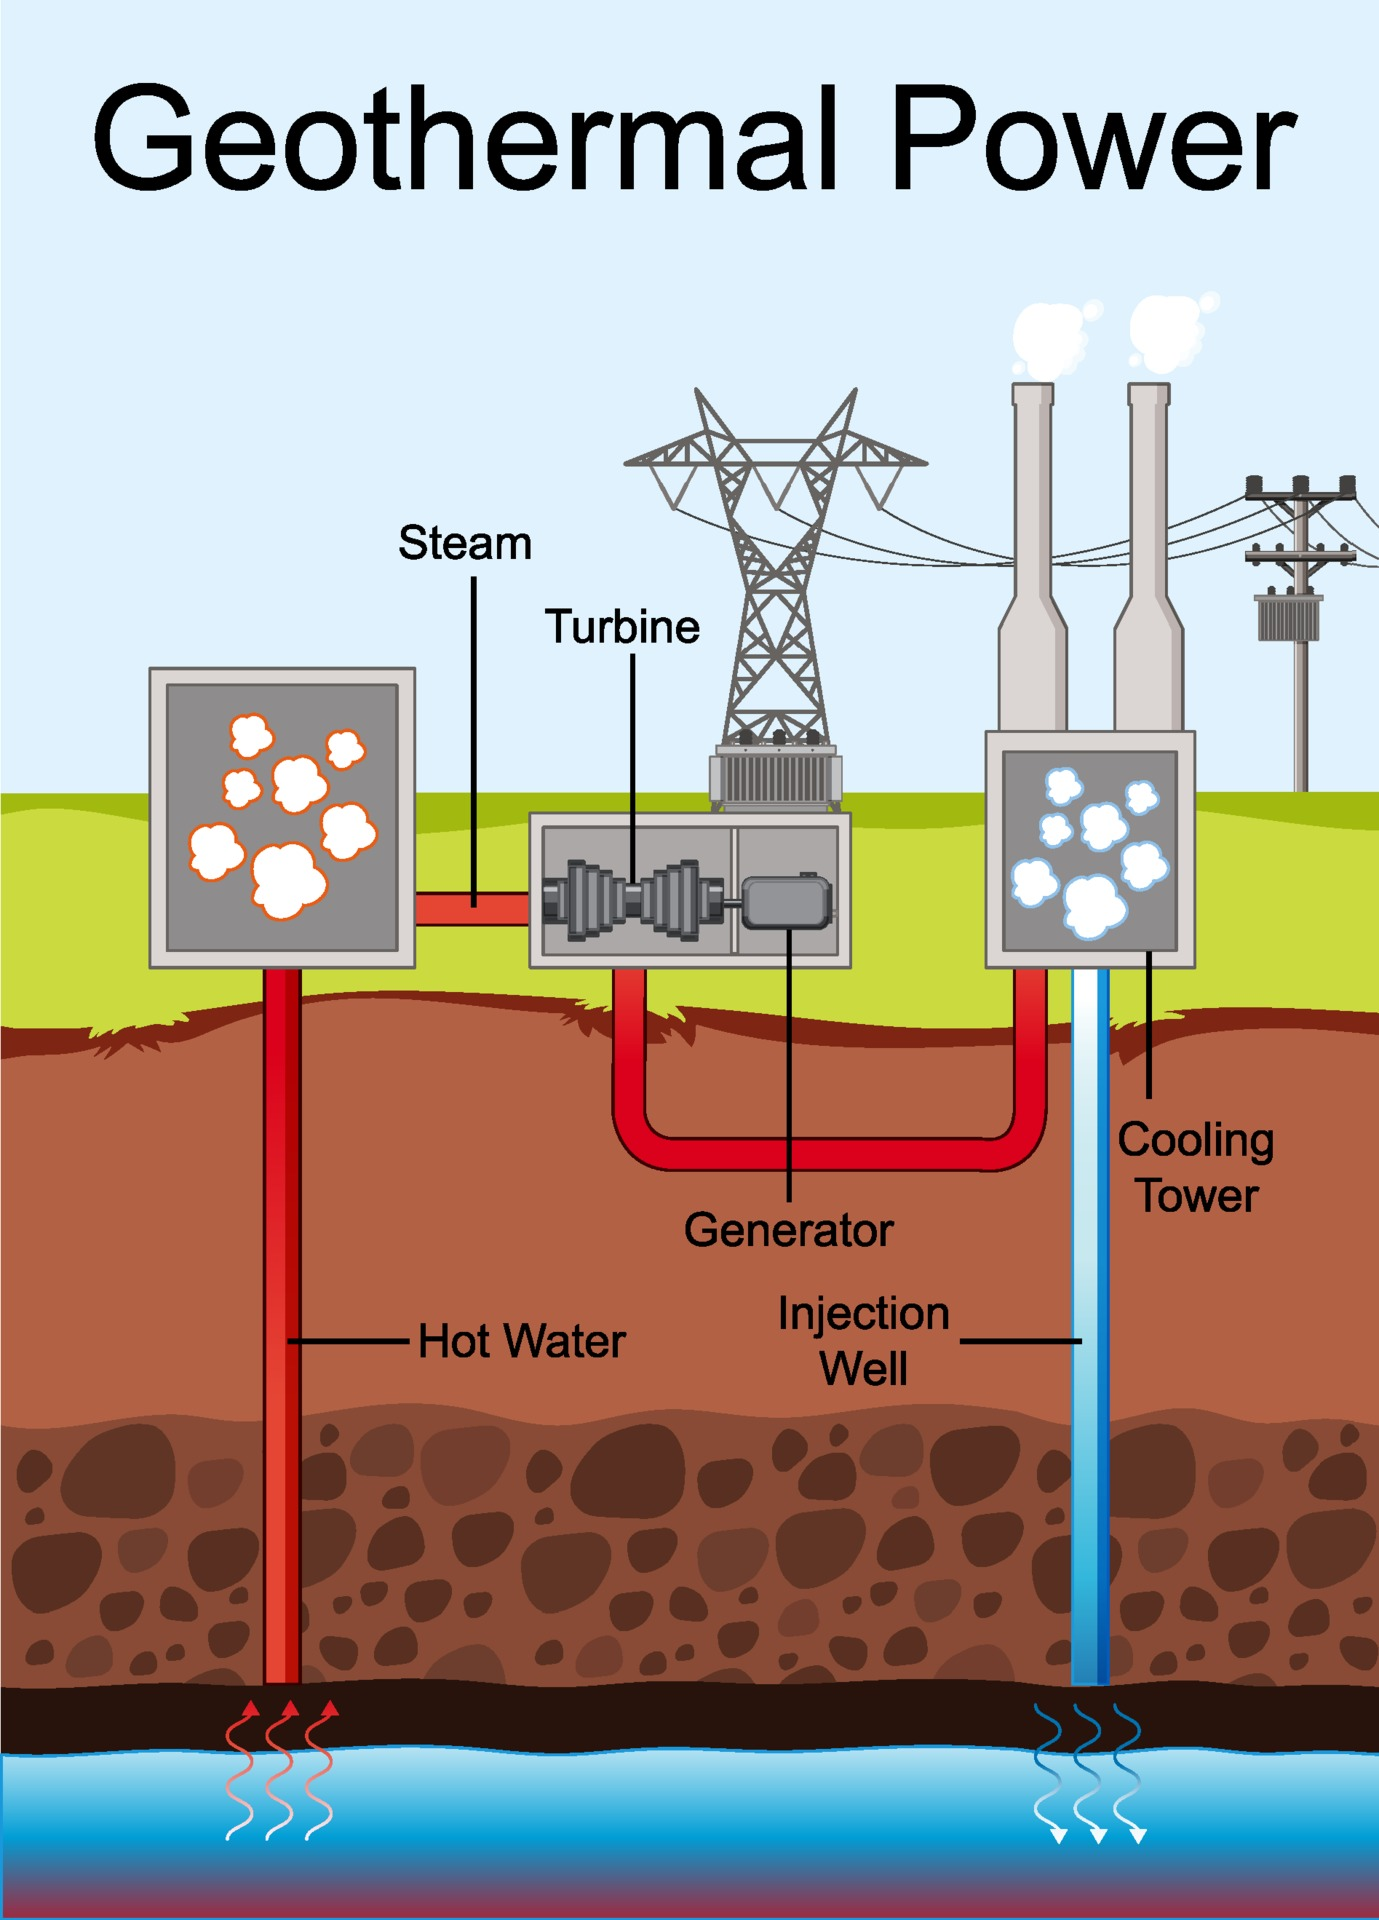 Geothermal Power
Steam
Turbine
Cooling
Tower
Generator
Injection
Well
Hot Water